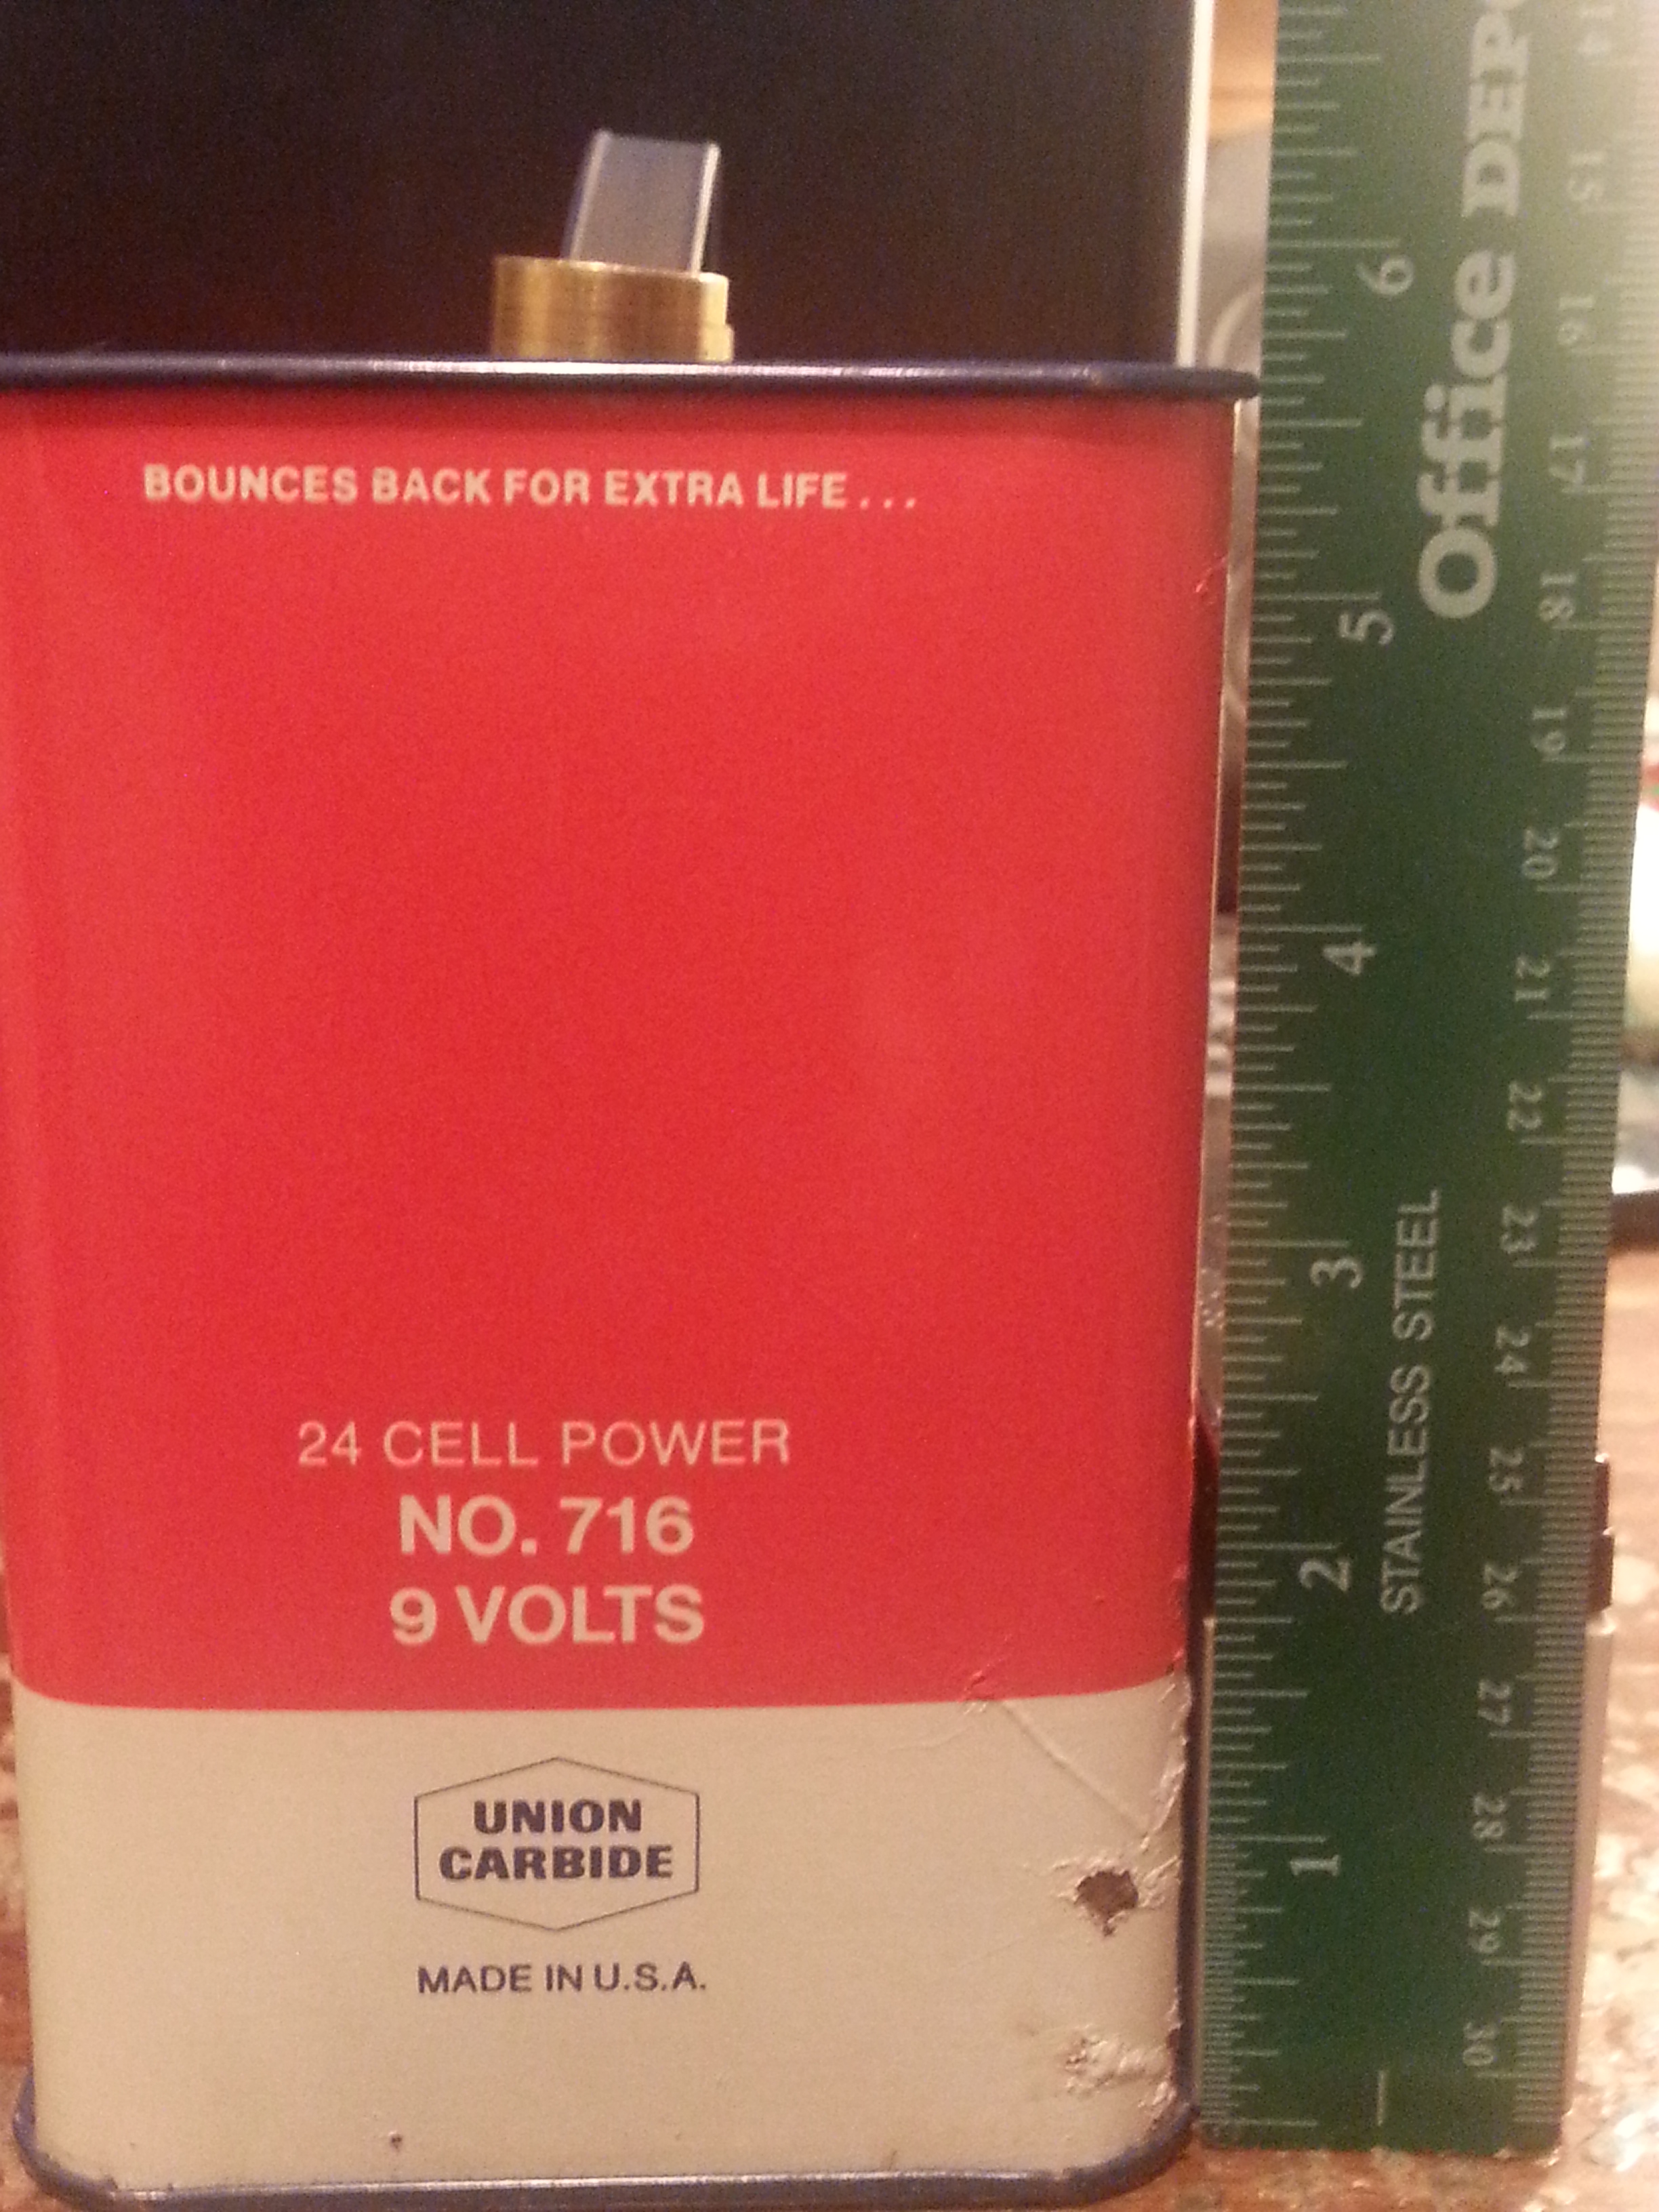 BOUNCES BACK FOR EXTRA LIFE...
24 CELL POWER
NO. 716
9 VOLTS
UNION
CARBIDE
MADE IN U.S.A.
Office DEPO
STAINLESS STEEL
6
5
4
3
2
1
14
15
16
17
18
19
20
21
22
23
24
25
26
27
28
29
30